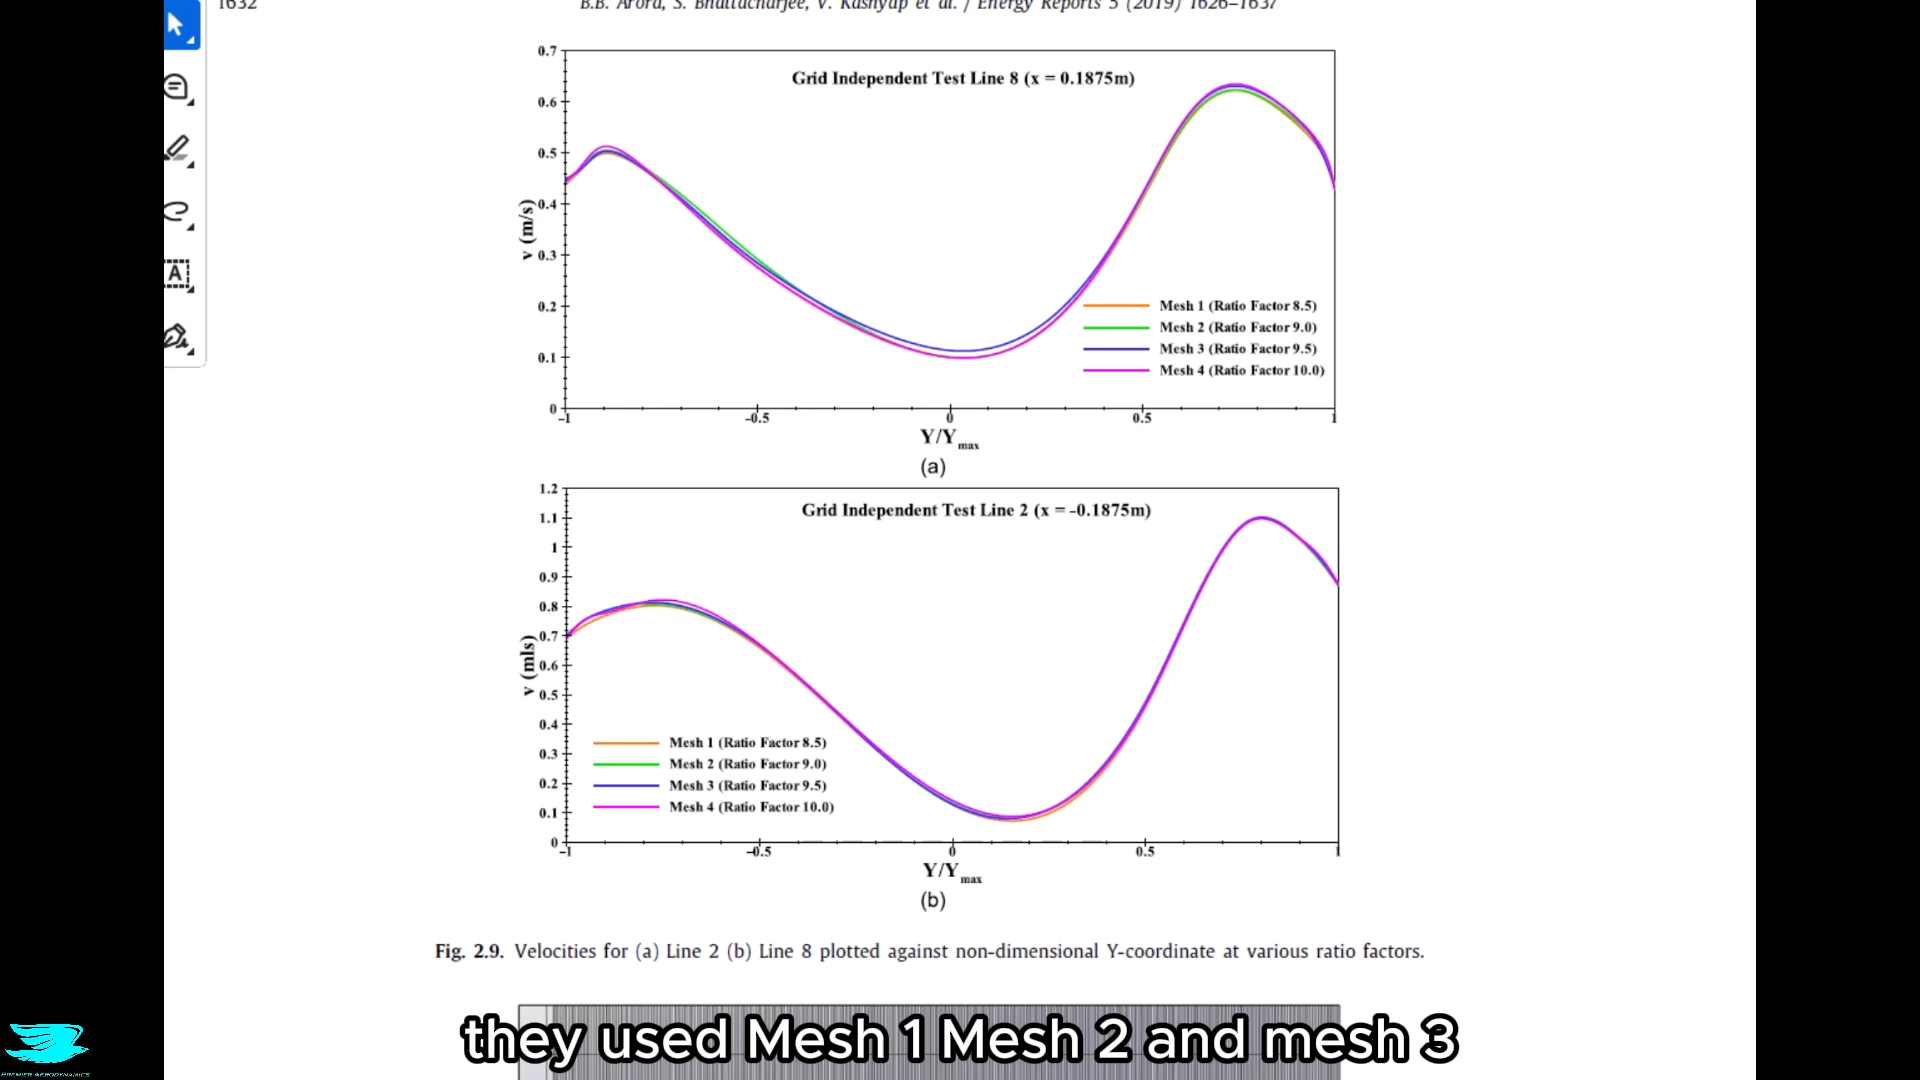 1632
B.B. Arora, S. Bhattacharjee, V. Kashyap et al. / Energy Reports 5 (2019) 1626–1637
0.7
Grid Independent Test Line 8 (x = 0.1875m)
0.6
0.5
0.4
v (m/s)
0.3
0.2
0.1
0
Mesh 1 (Ratio Factor 8.5)
Mesh 2 (Ratio Factor 9.0)
Mesh 3 (Ratio Factor 9.5)
Mesh 4 (Ratio Factor 10.0)
-1 -0.5 0 0.5 1
Y/Ymax
(a)
1.2
Grid Independent Test Line 2 (x = -0.1875m)
1.1
1
0.9
0.8
0.7
v (mls)
0.6
0.5
0.4
0.3
0.2
0.1
0
Mesh 1 (Ratio Factor 8.5)
Mesh 2 (Ratio Factor 9.0)
Mesh 3 (Ratio Factor 9.5)
Mesh 4 (Ratio Factor 10.0)
-1 -0.5 0 0.5 1
Y/Ymax
(b)
Fig. 2.9. Velocities for (a) Line 2 (b) Line 8 plotted against non-dimensional Y-coordinate at various ratio factors.
they used Mesh 1 Mesh 2 and mesh 3
A
PREMIER AERODYNAMICS